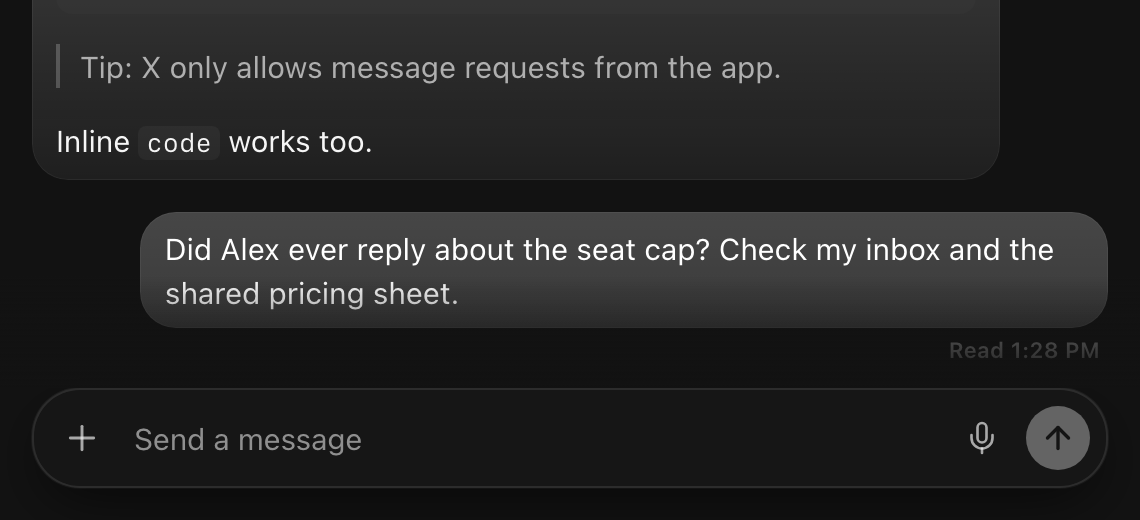 Tip: X only allows message requests from the app.
Inline code works too.
Did Alex ever reply about the seat cap? Check my inbox and the
shared pricing sheet.
Read 1:28 PM
Send a message